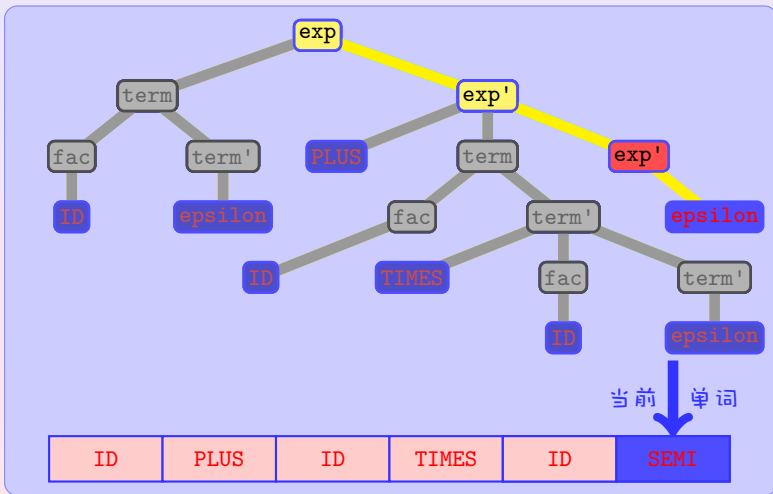 exp
term exp'
fac term' PLUS term exp'
ID epsilon fac term' epsilon
ID TIMES fac term'
ID epsilon
当前 单词
ID PLUS ID TIMES ID SEMI